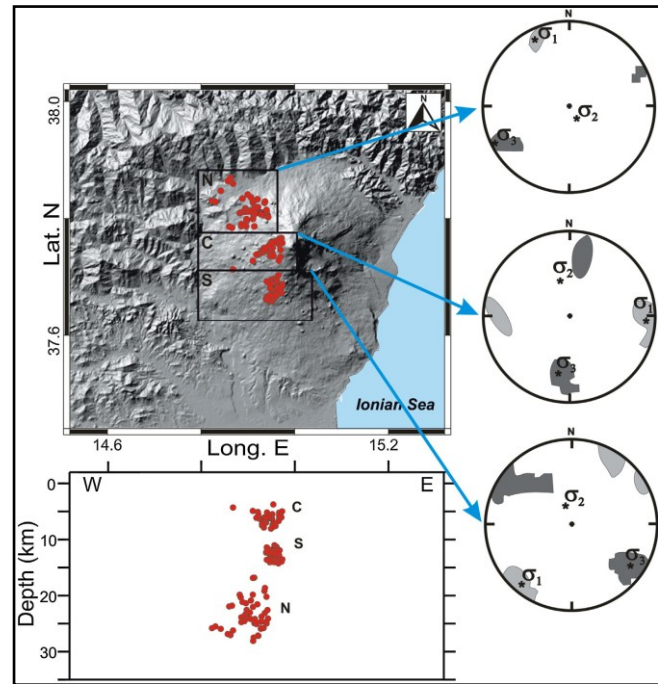 N
38.0
N
C
S
Lat. N
37.6
Ionian Sea
14.6
Long. E
15.2
W
E
0
10
20
30
Depth (km)
C
S
N
N
σ1
σ2
σ3
N
σ2
σ1
σ3
N
σ2
σ3
σ1